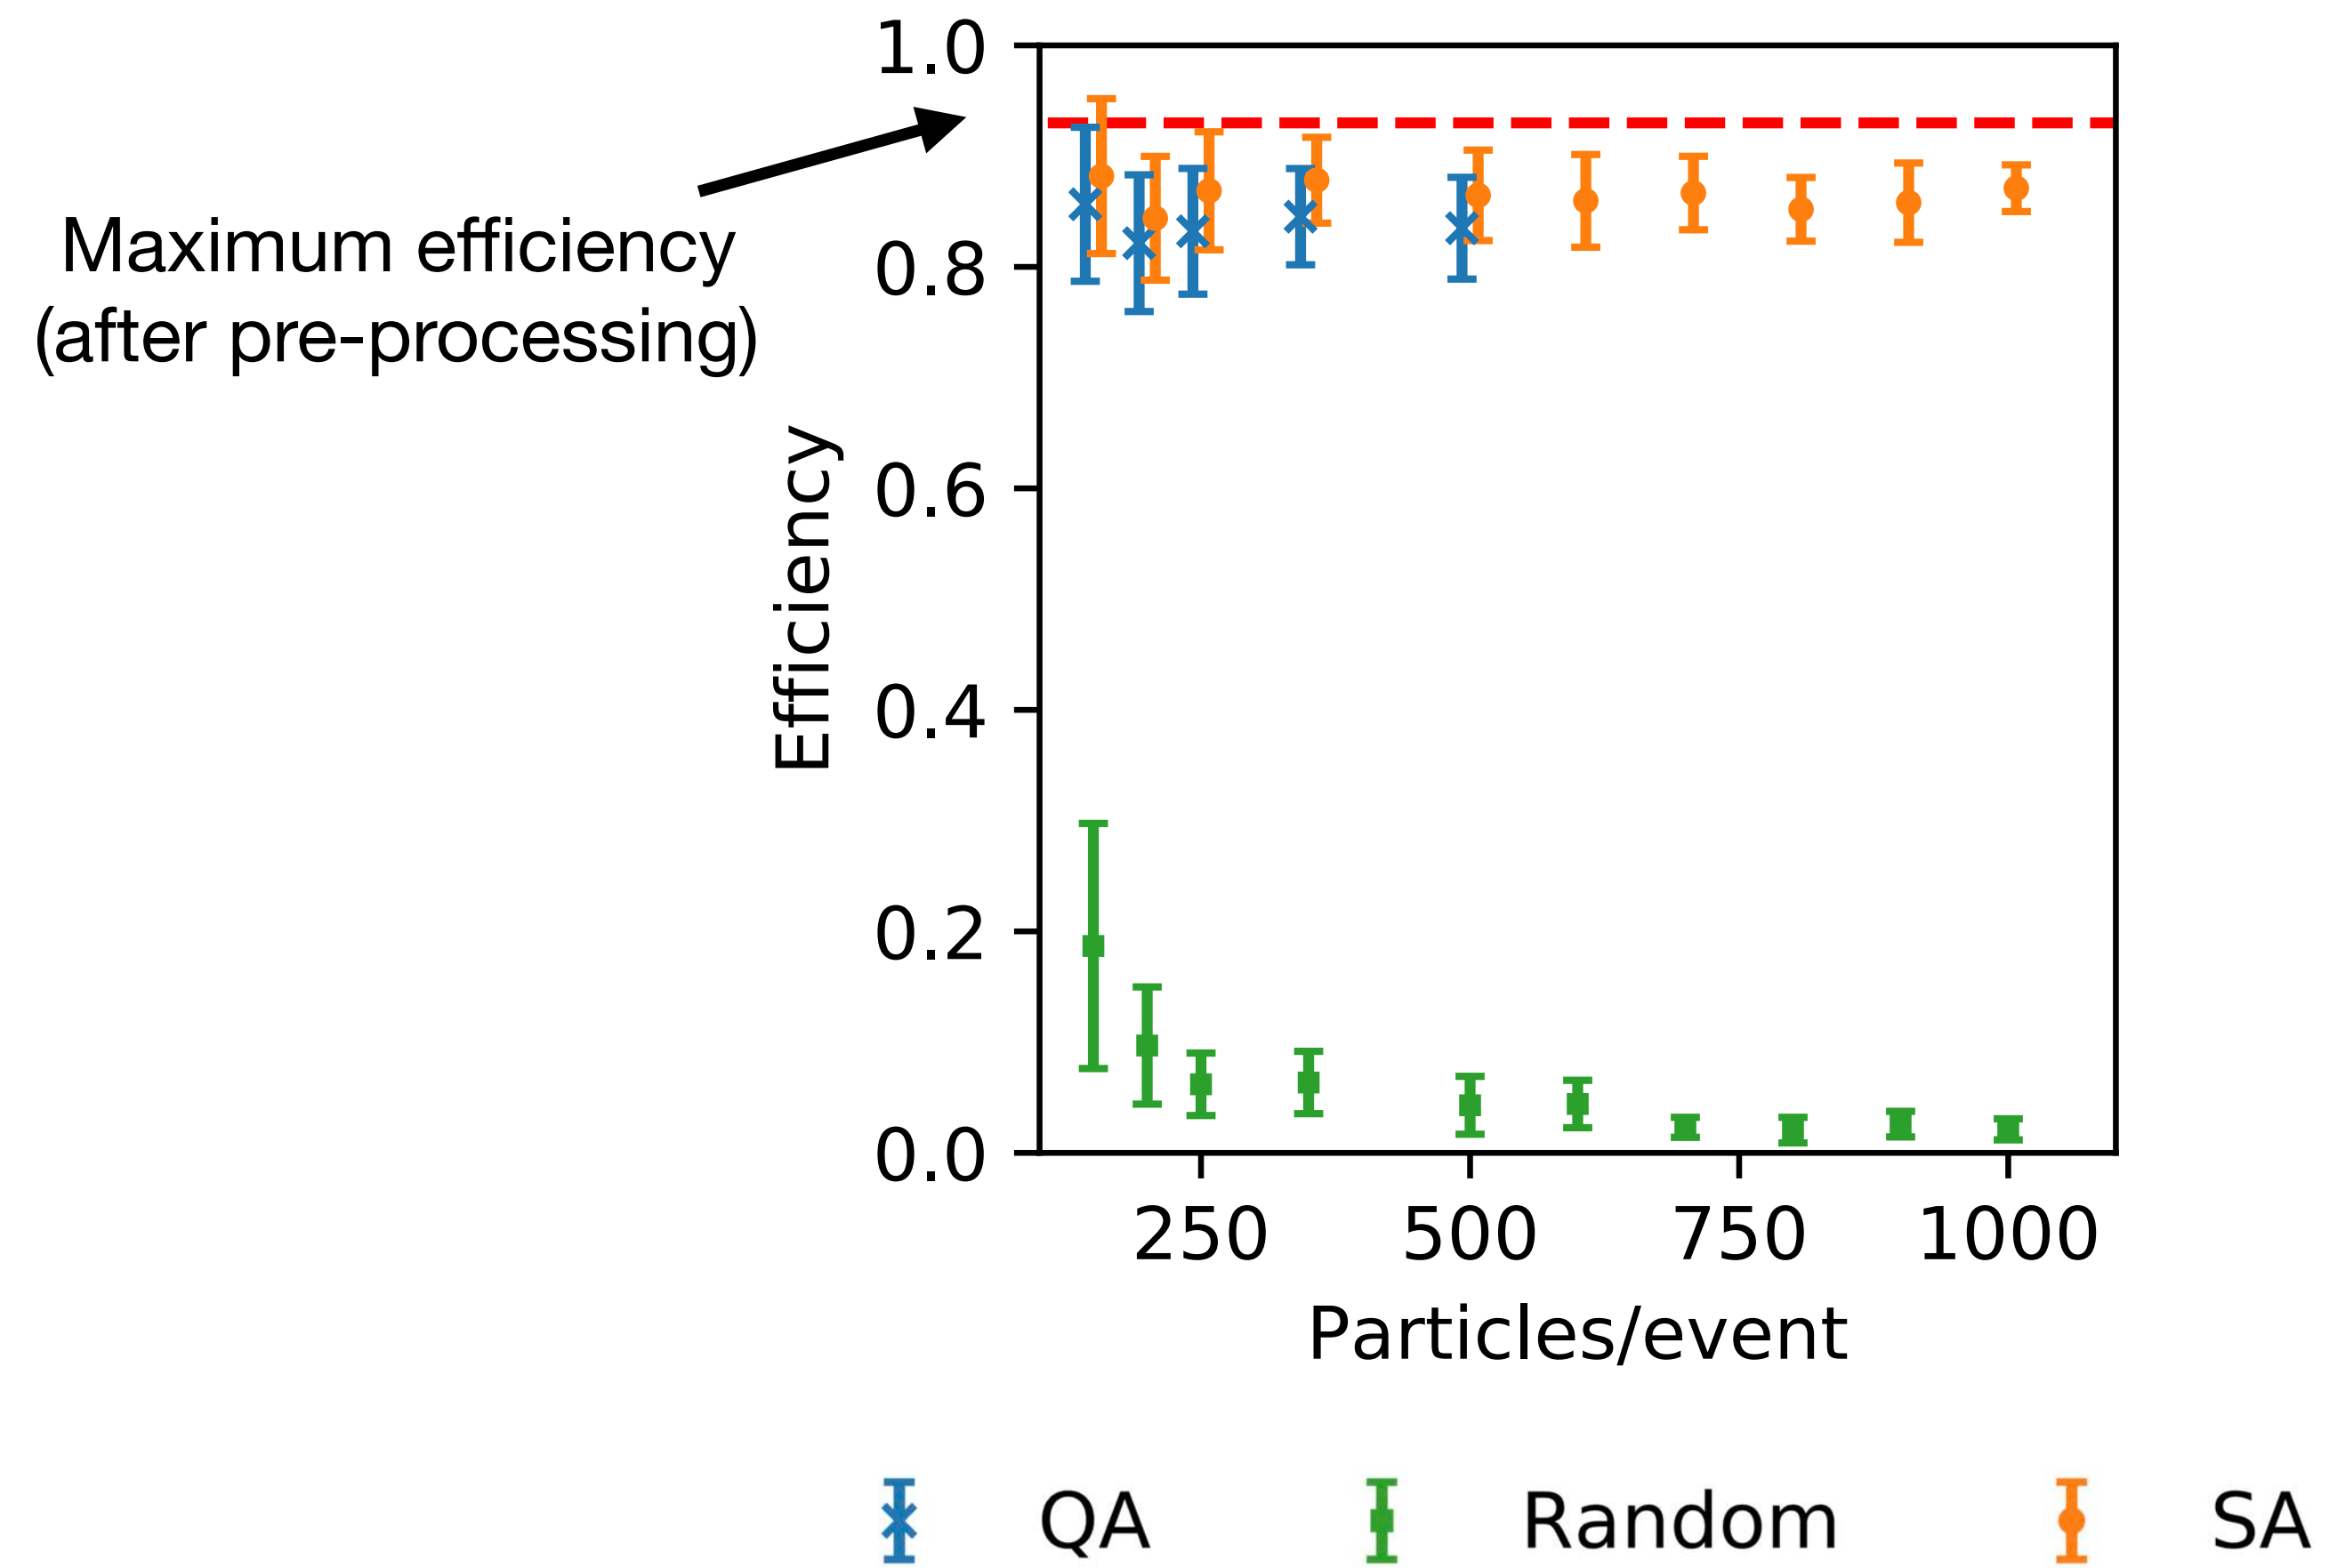 Maximum efficiency
(after pre-processing)
Efficiency
1.0
0.8
0.6
0.4
0.2
0.0
250 500 750 1000
Particles/event
QA Random SA